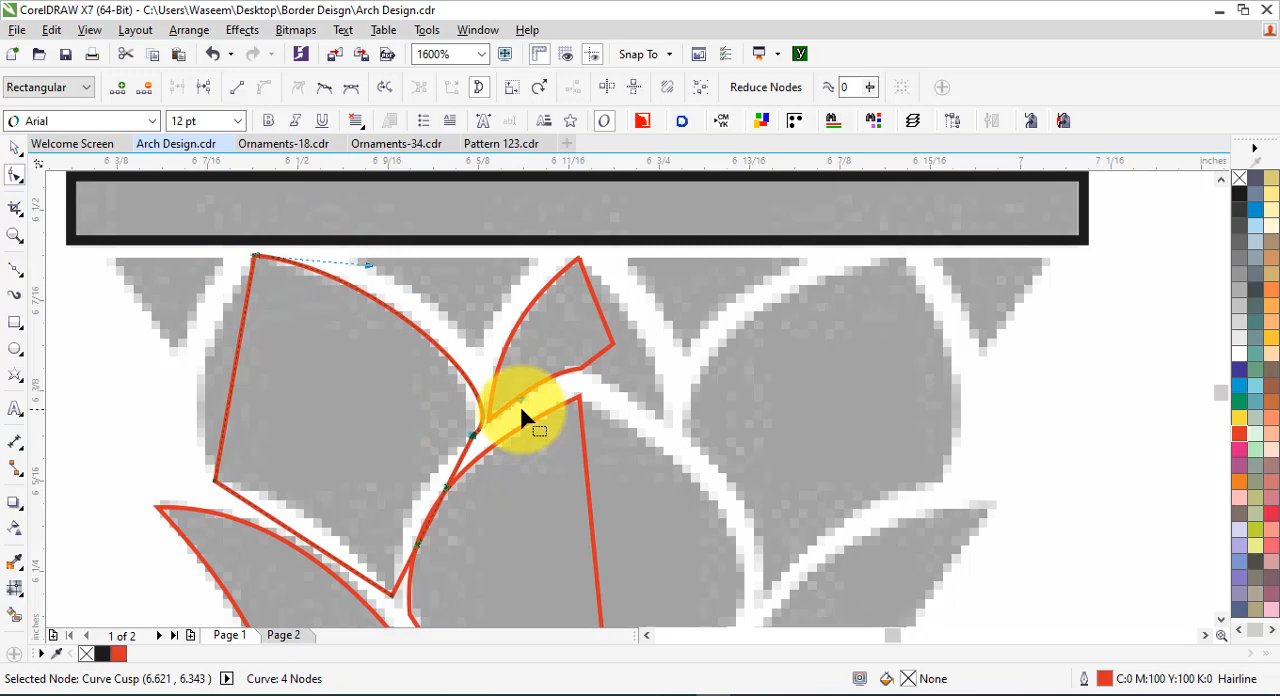 CorelDRAW X7 (64-Bit) - C:\Users\Waseem\Desktop\Border Deisgn\Arch Design.cdr
File Edit View Layout Arrange Effects Bitmaps Text Table Tools Window Help
1600% Snap To
Rectangular Reduce Nodes 0
Arial 12 pt CMYK
Welcome Screen Arch Design.cdr Ornaments-18.cdr Ornaments-34.cdr Pattern 123.cdr
6 3/8 6 7/16 6 1/2 6 9/16 6 5/8 6 11/16 6 3/4 6 13/16 6 7/8 6 15/16 7 7 1/16 inches
6 1/2
6 7/16
6 3/8
6 5/16
6 1/4
inches
1 of 2 Page 1 Page 2
Selected Node: Curve Cusp (6.621 , 6.343 ) Curve: 4 Nodes None C:0 M:100 Y:100 K:0 Hairline